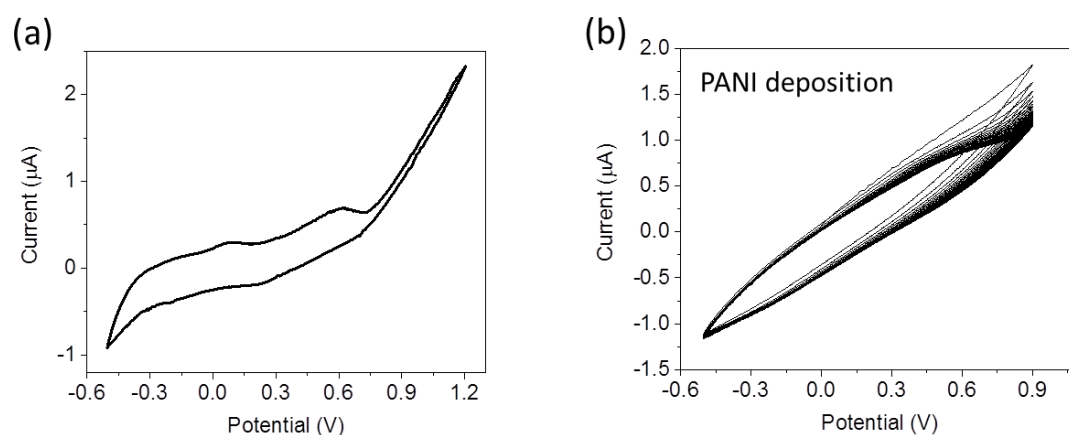 (a)
2
1
0
-1
Current (μA)
-0.6 -0.3 0.0 0.3 0.6 0.9 1.2
Potential (V)
(b)
PANI deposition
2.0
1.5
1.0
0.5
0.0
-0.5
-1.0
-1.5
Current (μA)
-0.6 -0.3 0.0 0.3 0.6 0.9
Potential (V)